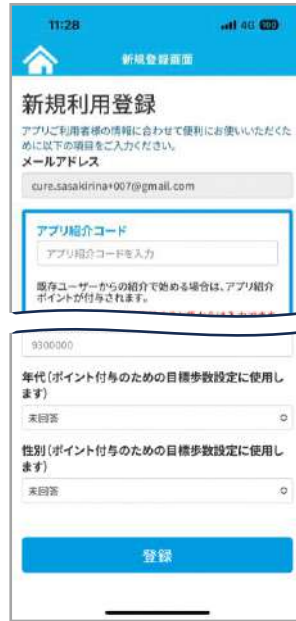 11:28
4G 100
新規登録画面
新規利用登録
アプリご利用者様の情報に合わせて便利にお使いいただくた
めに以下の項目をご入力ください。
メールアドレス
cure.sasakirina+007@gmail.com
アプリ紹介コード
アプリ紹介コードを入力
既存ユーザーからの紹介で始める場合は、アプリ紹介
ポイントが付与されます。
9300000
年代(ポイント付与のための目標歩数設定に使用し
ます)
未回答
性別(ポイント付与のための目標歩数設定に使用し
ます)
未回答
登録